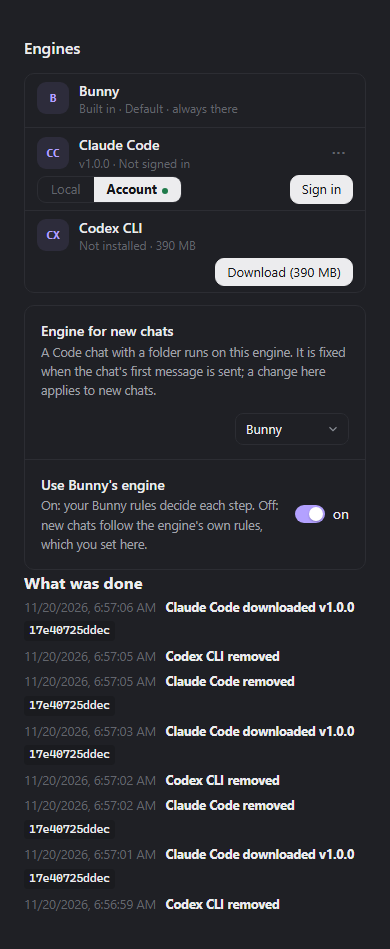 Engines
B
Bunny
Built in · Default · always there
CC
Claude Code
v1.0.0 · Not signed in
Local
Account
Sign in
CX
Codex CLI
Not installed · 390 MB
Download (390 MB)
Engine for new chats
A Code chat with a folder runs on this engine. It is fixed
when the chat's first message is sent; a change here
applies to new chats.
Bunny
Use Bunny's engine
On: your Bunny rules decide each step. Off:
new chats follow the engine's own rules,
which you set here.
on
What was done
11/20/2026, 6:57:06 AM Claude Code downloaded v1.0.0
17e40725ddec
11/20/2026, 6:57:05 AM Codex CLI removed
11/20/2026, 6:57:05 AM Claude Code removed
17e40725ddec
11/20/2026, 6:57:03 AM Claude Code downloaded v1.0.0
17e40725ddec
11/20/2026, 6:57:02 AM Codex CLI removed
11/20/2026, 6:57:02 AM Claude Code removed
17e40725ddec
11/20/2026, 6:57:01 AM Claude Code downloaded v1.0.0
17e40725ddec
11/20/2026, 6:56:59 AM Codex CLI removed